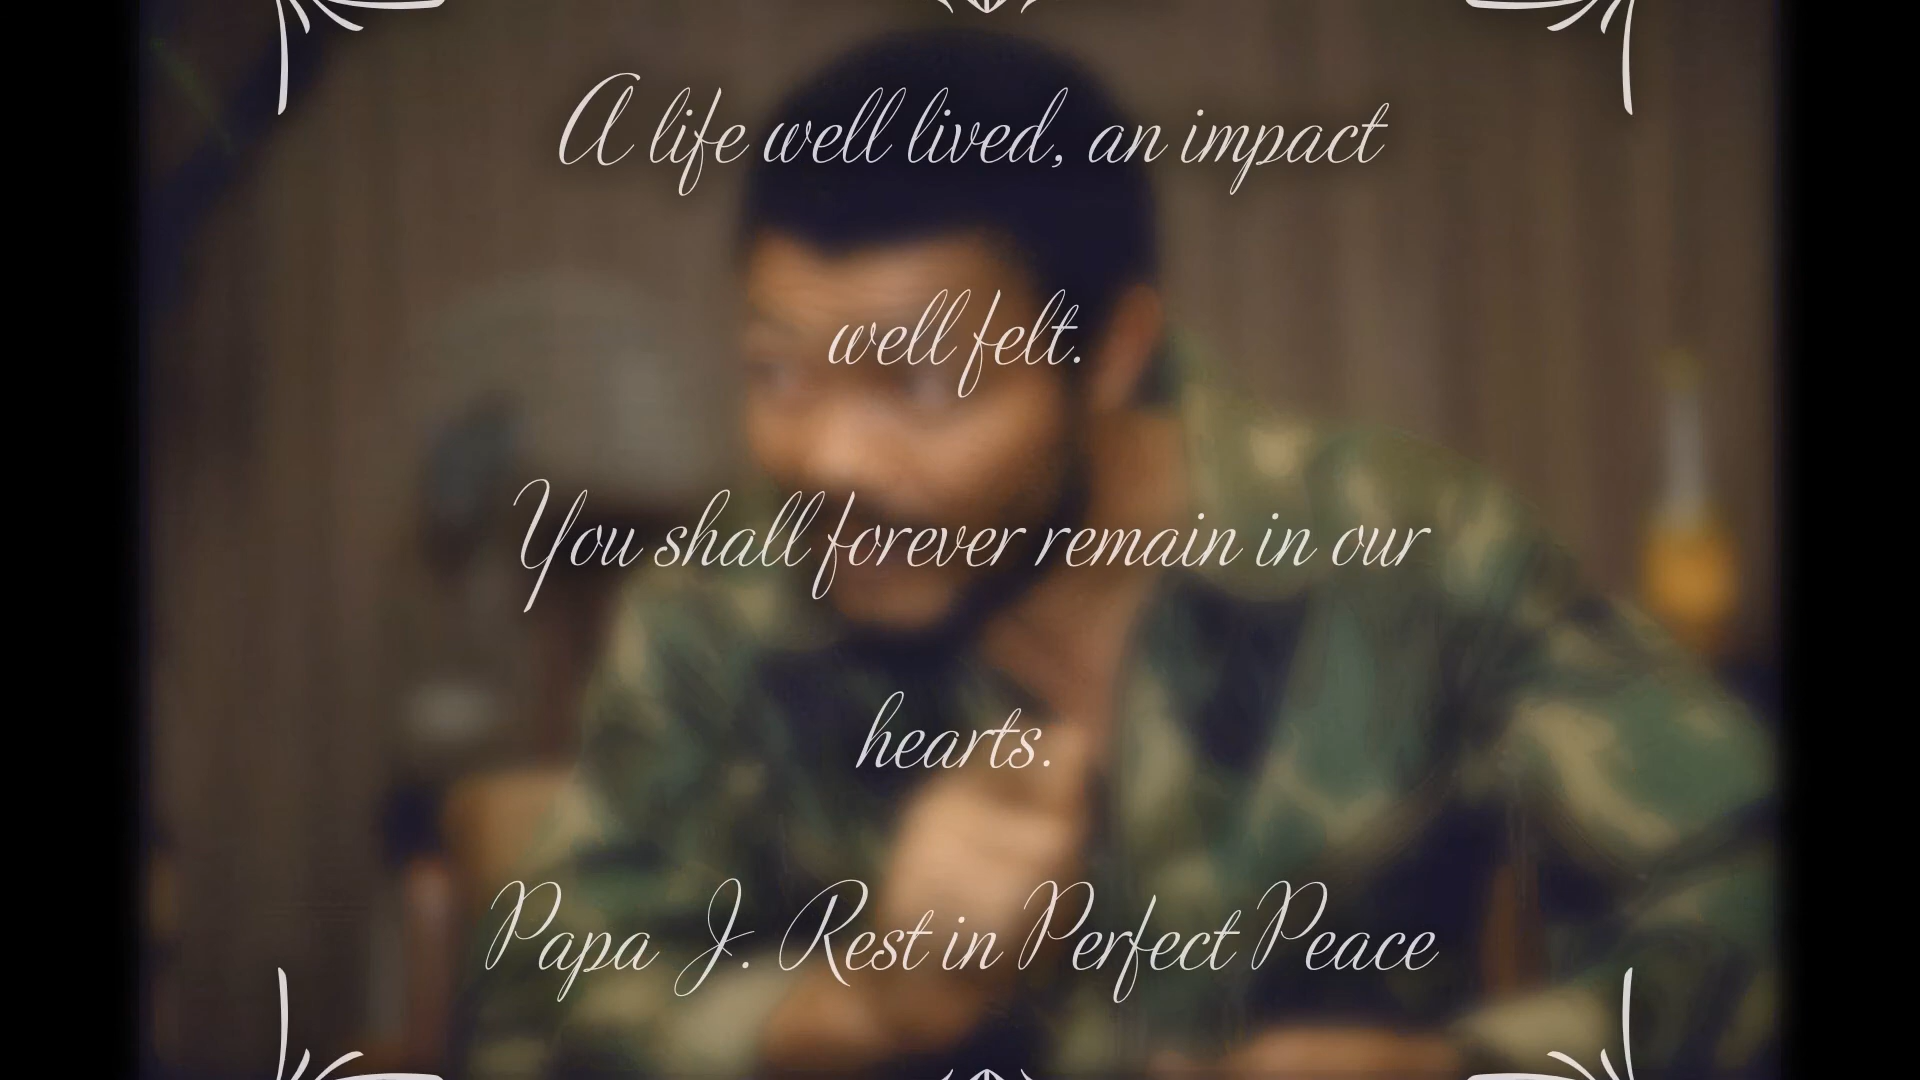 A life well lived, an impact
well felt.
You shall forever remain in our
hearts.
Papa J. Rest in Perfect Peace